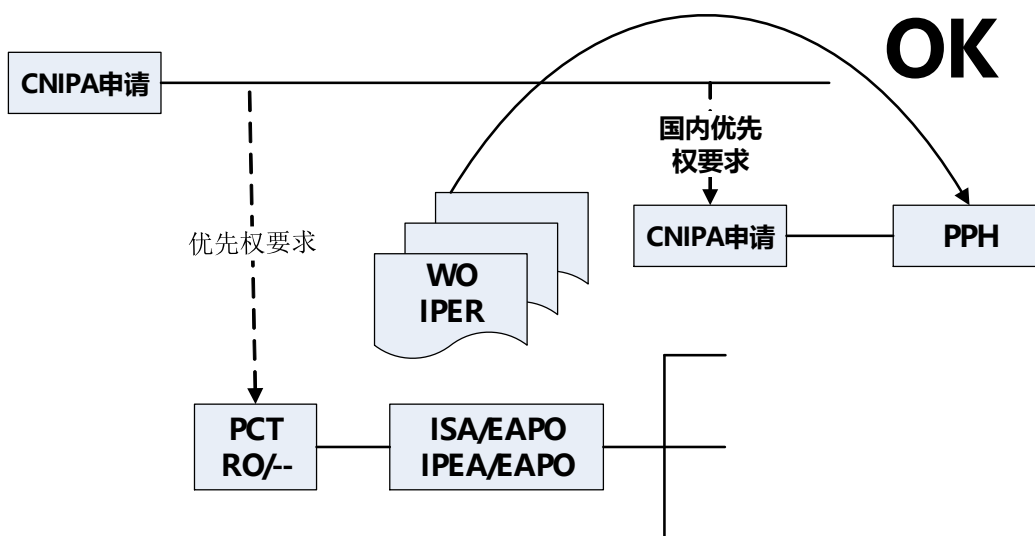 OK
CNIPA申请
国内优先
权要求
优先权要求
CNIPA申请
PPH
WO
IPER
PCT
RO/--
ISA/EAPO
IPEA/EAPO